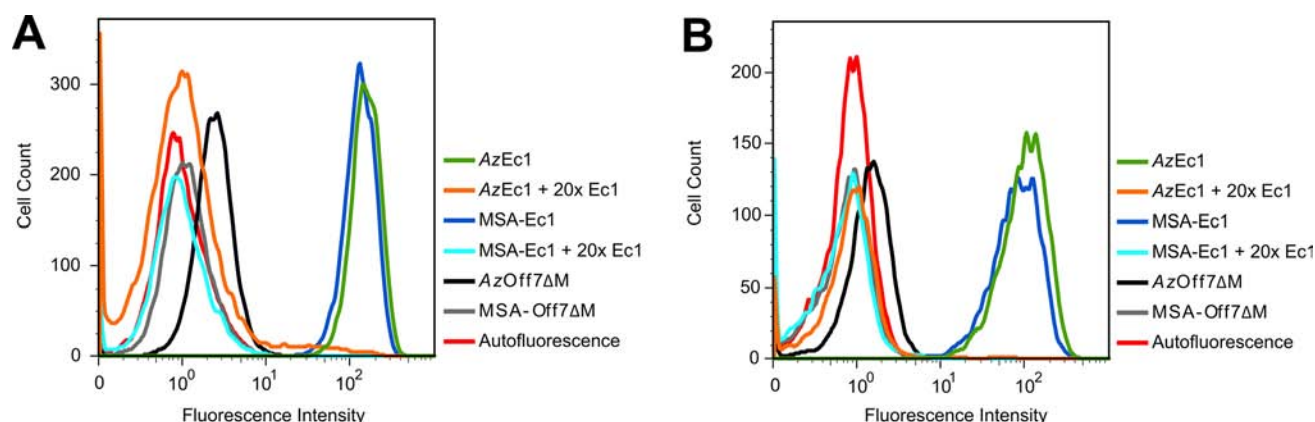 A
300
200
100
0
Cell Count
0 10⁰ 10¹ 10²
Fluorescence Intensity
AzEc1
AzEc1 + 20x Ec1
MSA-Ec1
MSA-Ec1 + 20x Ec1
AzOff7ΔM
MSA-Off7ΔM
Autofluorescence
B
200
150
100
50
0
Cell Count
0 10⁰ 10¹ 10²
Fluorescence Intensity
AzEc1
AzEc1 + 20x Ec1
MSA-Ec1
MSA-Ec1 + 20x Ec1
AzOff7ΔM
MSA-Off7ΔM
Autofluorescence